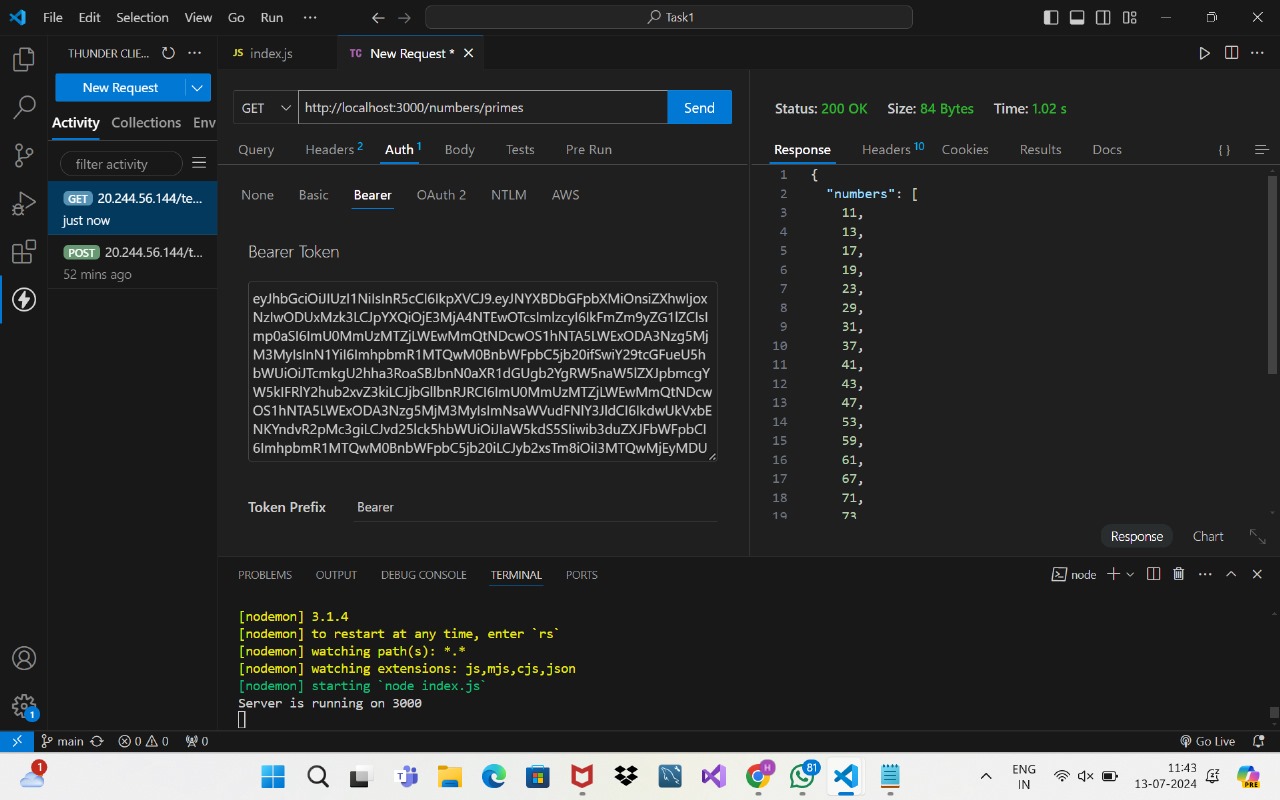 File Edit Selection View Go Run ··· Task1
THUNDER CLIE... ···
New Request
Activity Collections Env
filter activity
GET 20.244.56.144/te...
just now
POST 20.244.56.144/t...
52 mins ago
JS index.js
TC New Request * ×
GET http://localhost:3000/numbers/primes Send
Query Headers 2 Auth 1 Body Tests Pre Run
None Basic Bearer OAuth 2 NTLM AWS
Bearer Token
Token Prefix Bearer
Status: 200 OK Size: 84 Bytes Time: 1.02 s
Response Headers 10 Cookies Results Docs { }
1 {
2 "numbers": [
3 11,
4 13,
5 17,
6 19,
7 23,
8 29,
9 31,
10 37,
11 41,
12 43,
13 47,
14 53,
15 59,
16 61,
17 67,
18 71,
19 73
Response Chart
PROBLEMS OUTPUT DEBUG CONSOLE TERMINAL PORTS node
[nodemon] 3.1.4
[nodemon] to restart at any time, enter `rs`
[nodemon] watching path(s): *.*
[nodemon] watching extensions: js,mjs,cjs,json
[nodemon] starting `node index.js`
Server is running on 3000
1
main 0 0 0 Go Live
1
H
81
ENG
IN
11:43
13-07-2024
PRE